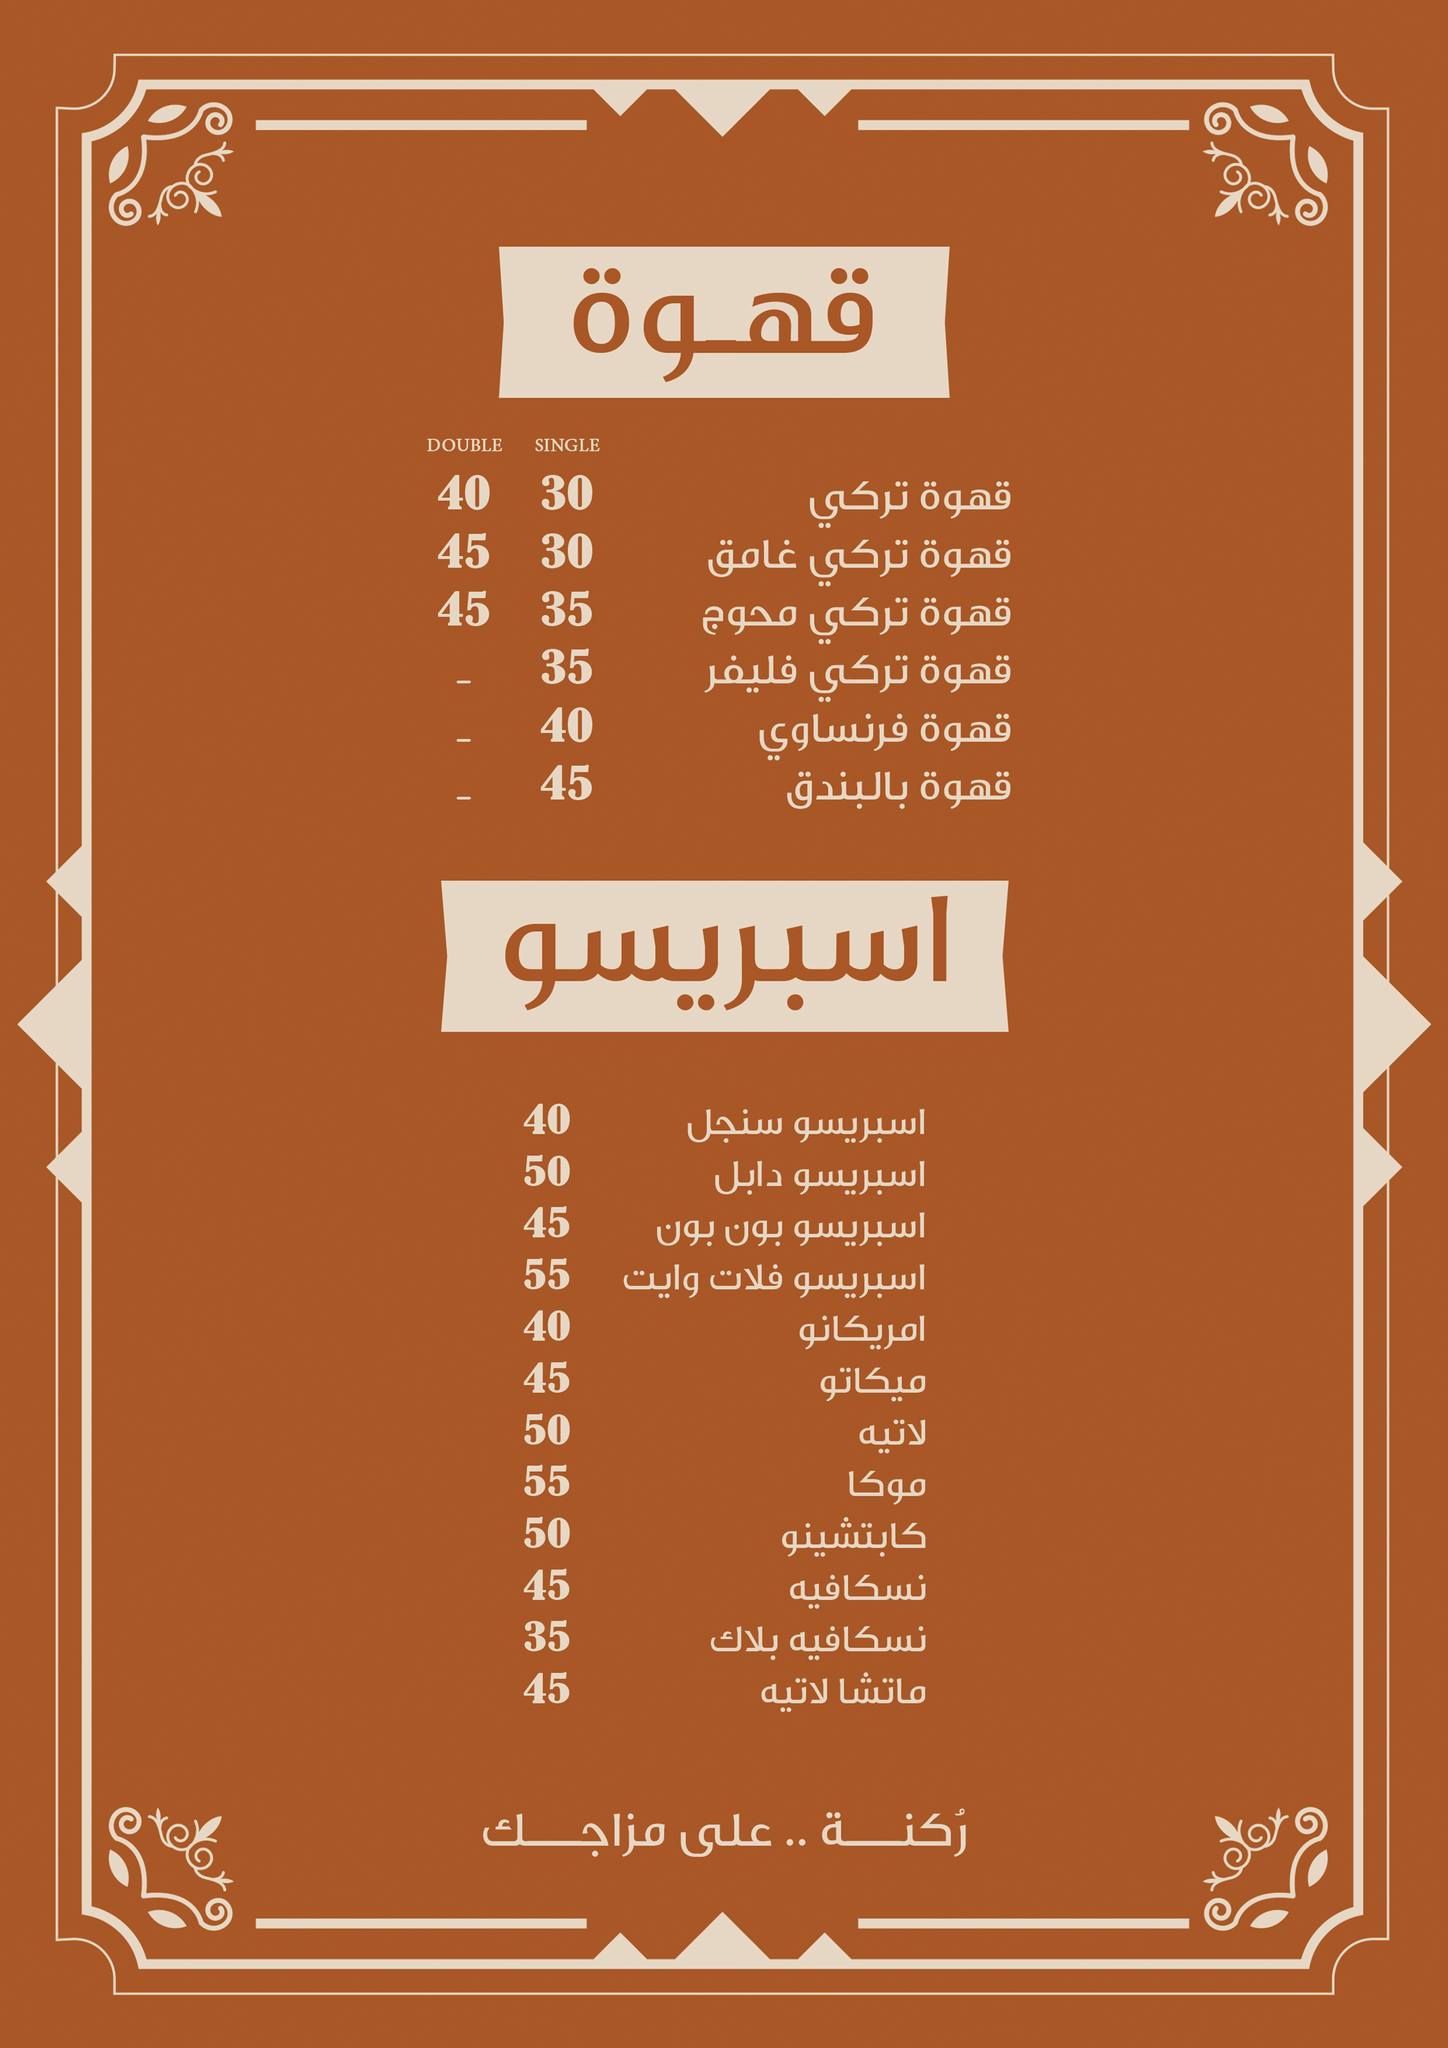 قهوة
SINGLE DOUBLE
قهوة تركي 30 40
قهوة تركي غامق 30 45
قهوة تركي محوج 35 45
قهوة تركي فليفر 35 -
قهوة فرنساوي 40 -
قهوة بالبندق 45 -
اسبريسو
اسبريسو سنجل 40
اسبريسو دابل 50
اسبريسو بون بون 45
اسبريسو فلات وايت 55
امريكانو 40
ميكاتو 45
لاتيه 50
موكا 55
كابتشينو 50
نسكافيه 45
نسكافيه بلاك 35
ماتشا لاتيه 45
رُكنـــة .. على مزاجـــك